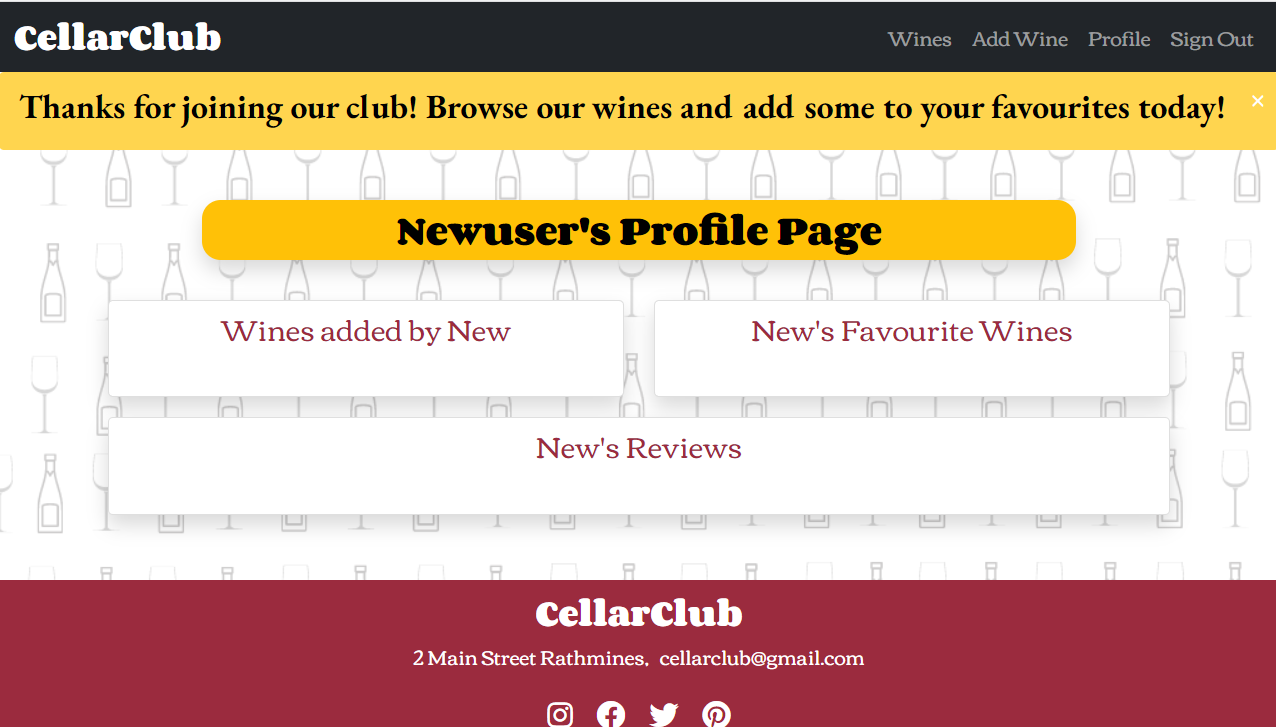 CellarClub
Wines Add Wine Profile Sign Out
Thanks for joining our club! Browse our wines and add some to your favourites today! ×
Newuser's Profile Page
Wines added by New
New's Favourite Wines
New's Reviews
CellarClub
2 Main Street Rathmines, cellarclub@gmail.com